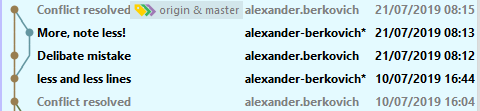 Conflict resolved origin & master alexander.berkovich 21/07/2019 08:15
More, note less! alexander-berkovich* 21/07/2019 08:13
Delibate mistake alexander.berkovich 21/07/2019 08:12
less and less lines alexander-berkovich* 10/07/2019 16:44
Conflict resolved alexander.berkovich 10/07/2019 16:04